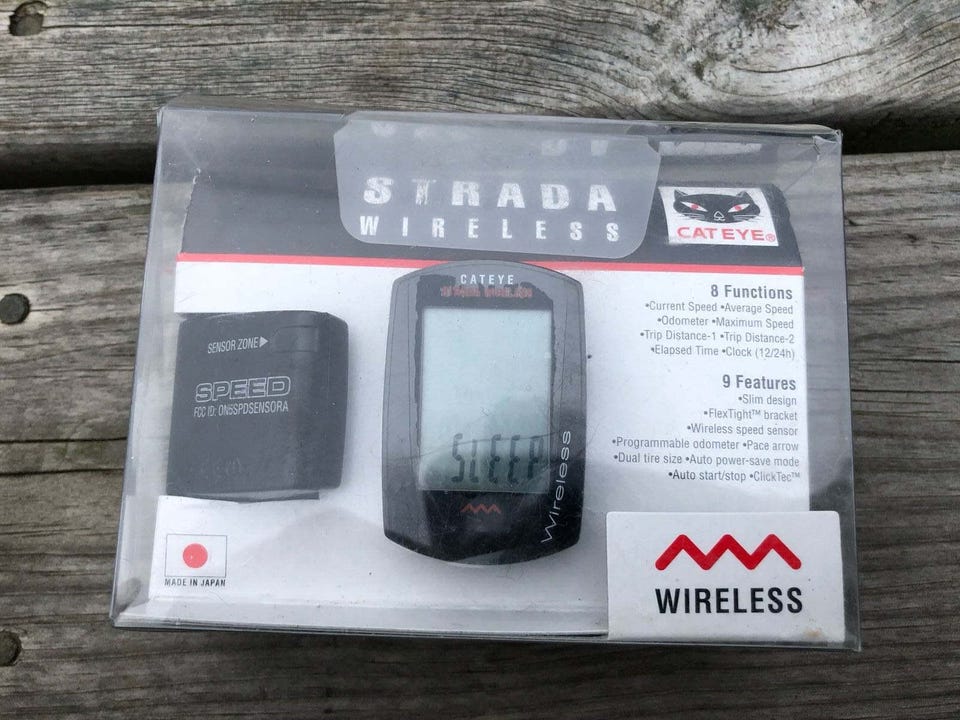 STRADA
WIRELESS
CATEYE®
CATEYE
STRADA WIRELESS
8 Functions
•Current Speed •Average Speed
•Odometer •Maximum Speed
•Trip Distance-1 •Trip Distance-2
•Elapsed Time •Clock (12/24h)
9 Features
•Slim design
•FlexTight™ bracket
•Wireless speed sensor
•Programmable odometer •Pace arrow
•Dual tire size •Auto power-save mode
•Auto start/stop •ClickTec™
SENSOR ZONE▶
SPEED
FCC ID: ON5SPDSENSORA
SLEEP
Wireless
MADE IN JAPAN
WIRELESS